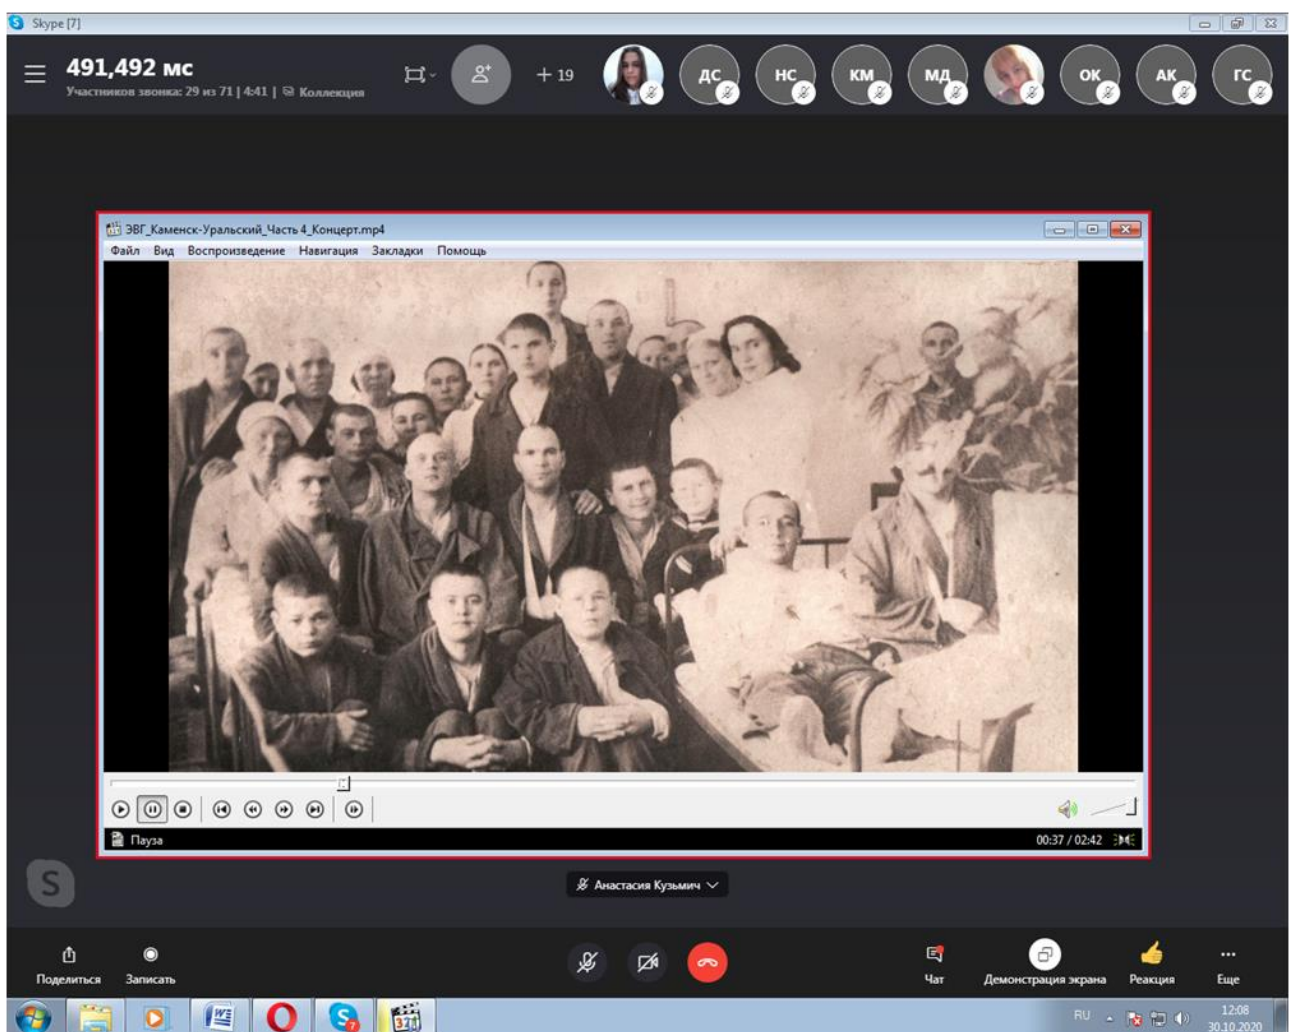 Skype [7]
491,492 мс
Участников звонка: 29 из 71 | 4:41 | Коллекция
+ 19
ДС
НС
КМ
МД
ОК
АК
ГС
ЭВГ_Каменск-Уральский_Часть 4_Концерт.mp4
Файл Вид Воспроизведение Навигация Закладки Помощь
Пауза
00:37 / 02:42
S
Анастасия Кузьмич
Поделиться
Записать
Чат
Демонстрация экрана
Реакция
Еще
W
S
7
321
RU
12:08
30.10.2020